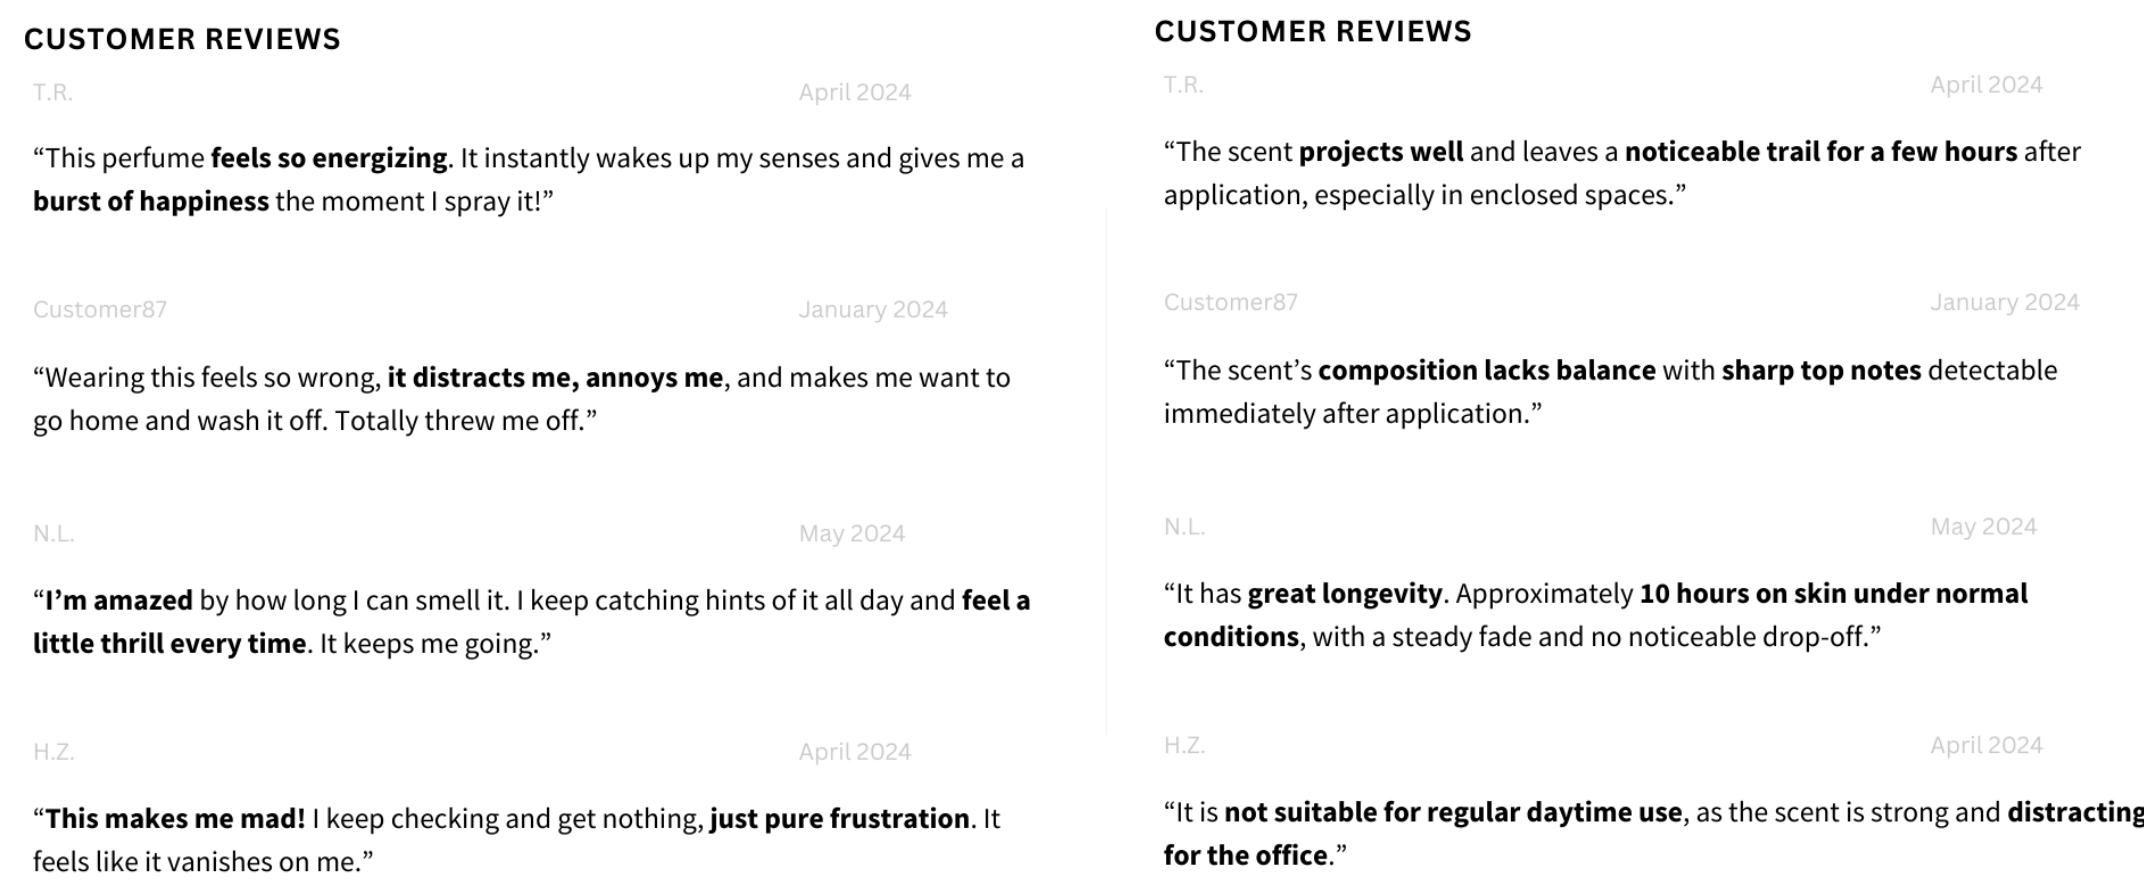 CUSTOMER REVIEWS
T.R. April 2024
“This perfume feels so energizing. It instantly wakes up my senses and gives me a
burst of happiness the moment I spray it!”
Customer87 January 2024
“Wearing this feels so wrong, it distracts me, annoys me, and makes me want to
go home and wash it off. Totally threw me off.”
N.L. May 2024
“I’m amazed by how long I can smell it. I keep catching hints of it all day and feel a
little thrill every time. It keeps me going.”
H.Z. April 2024
“This makes me mad! I keep checking and get nothing, just pure frustration. It
feels like it vanishes on me.”
CUSTOMER REVIEWS
T.R. April 2024
“The scent projects well and leaves a noticeable trail for a few hours after
application, especially in enclosed spaces.”
Customer87 January 2024
“The scent’s composition lacks balance with sharp top notes detectable
immediately after application.”
N.L. May 2024
“It has great longevity. Approximately 10 hours on skin under normal
conditions, with a steady fade and no noticeable drop-off.”
H.Z. April 2024
“It is not suitable for regular daytime use, as the scent is strong and distracting
for the office.”